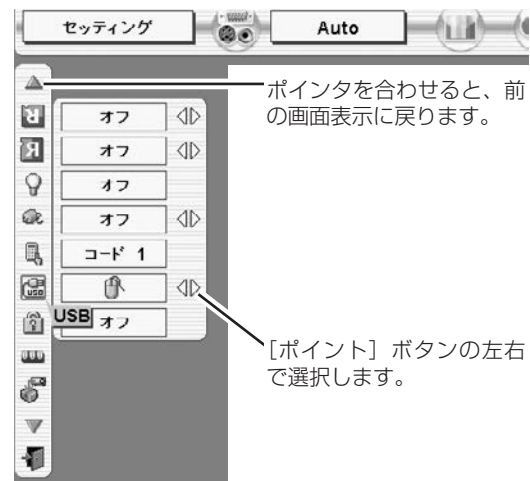 セッティング
Auto
ポインタを合わせると、前
の画面表示に戻ります。
オフ
オフ
オフ
オフ
コード 1
USB
オフ
[ポイント] ボタンの左右
で選択します。